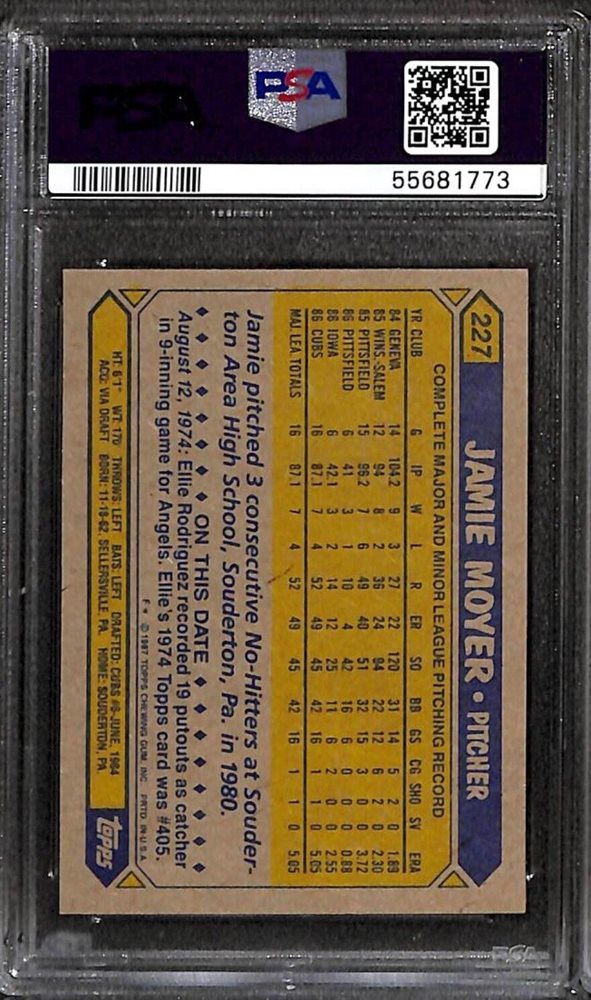 PSA
PSA
55681773
227
JAMIE MOYER • PITCHER
COMPLETE MAJOR AND MINOR LEAGUE PITCHING RECORD
YR CLUB G IP W L R ER SO BB GS CG SHO SV ERA
84 GENEVA 14 104.2 9 3 27 22 120 31 14 5 2 0 1.89
85 WINS.-SALEM 12 94 8 2 36 24 94 22 12 6 2 0 2.30
85 PITTSFIELD 15 96.2 7 6 49 40 51 32 15 3 0 0 3.72
86 PITTSFIELD 6 41 3 1 10 4 42 16 6 0 0 0 0.88
86 IOWA 6 42.1 3 2 14 12 25 11 6 2 0 0 2.55
86 CUBS 16 87.1 7 4 52 49 45 42 16 1 1 0 5.05
MAJ. LEA. TOTALS 16 87.1 7 4 52 49 45 42 16 1 1 0 5.05
Jamie pitched 3 consecutive No-Hitters at Souder-
ton Area High School, Souderton, Pa. in 1980.
ON THIS DATE
August 12, 1974: Ellie Rodriguez recorded 19 putouts as catcher
in 9-inning game for Angels. Ellie's 1974 Topps card was #405.
F* © 1987 TOPPS CHEWING GUM, INC. PRTD. IN U.S.A.
HT: 6'1" WT: 170 THROWS: LEFT BATS: LEFT DRAFTED: CUBS #6-JUNE, 1984
ACQ: VIA DRAFT BORN: 11-18-62, SELLERSVILLE, PA. HOME: SOUDERTON, PA
topps
PSA